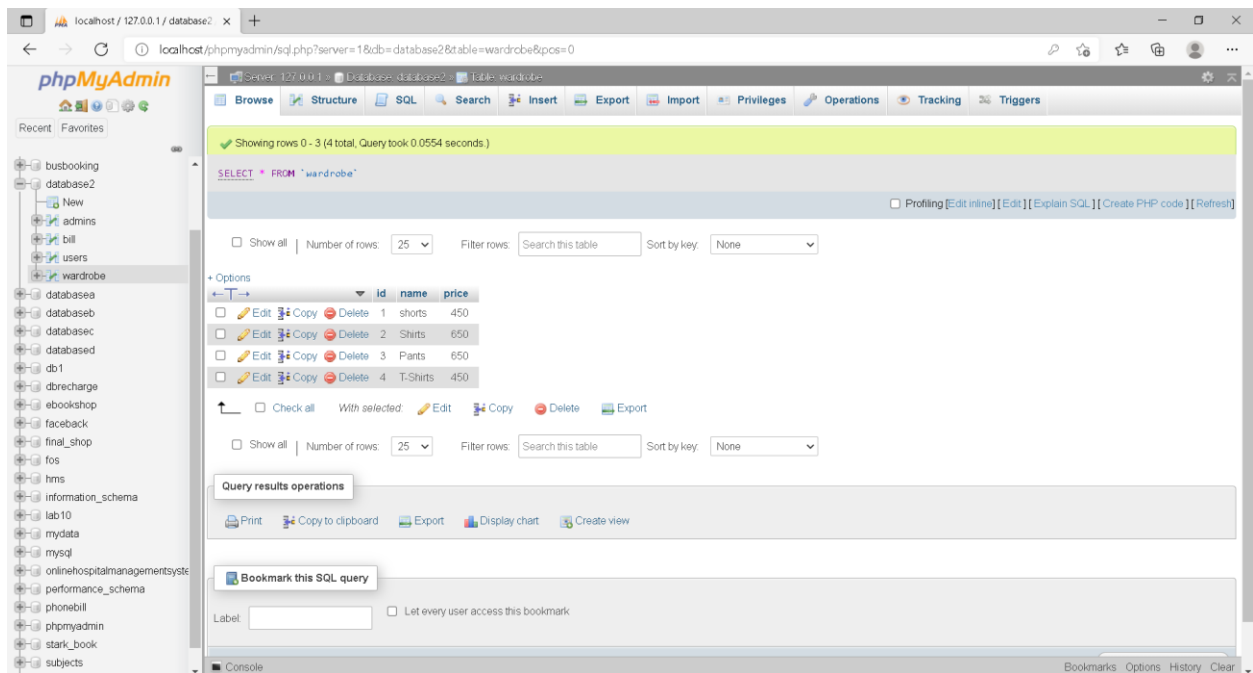 localhost / 127.0.0.1 / database2
localhost/phpmyadmin/sql.php?server=1&db=database2&table=wardrobe&pos=0
phpMyAdmin
Recent Favorites
busbooking
database2
New
admins
bill
users
wardrobe
databasea
databaseb
databasec
databased
db1
dbrecharge
ebookshop
faceback
final_shop
fos
hms
information_schema
lab10
mydata
mysql
onlinehospitalmanagementsyste
performance_schema
phonebill
phpmyadmin
stark_book
subjects
Server: 127.0.0.1 » Database: database2 » Table: wardrobe
Browse Structure SQL Search Insert Export Import Privileges Operations Tracking Triggers
Showing rows 0 - 3 (4 total, Query took 0.0554 seconds.)
SELECT * FROM `wardrobe`
Profiling [Edit inline] [ Edit ] [ Explain SQL ] [ Create PHP code ] [ Refresh]
Show all | Number of rows: 25 Filter rows: Search this table Sort by key: None
+ Options
←T→ id name price
Edit Copy Delete 1 shorts 450
Edit Copy Delete 2 Shirts 650
Edit Copy Delete 3 Pants 650
Edit Copy Delete 4 T-Shirts 450
Check all With selected: Edit Copy Delete Export
Show all | Number of rows: 25 Filter rows: Search this table Sort by key: None
Query results operations
Print Copy to clipboard Export Display chart Create view
Bookmark this SQL query
Label: Let every user access this bookmark
Console Bookmarks Options History Clear